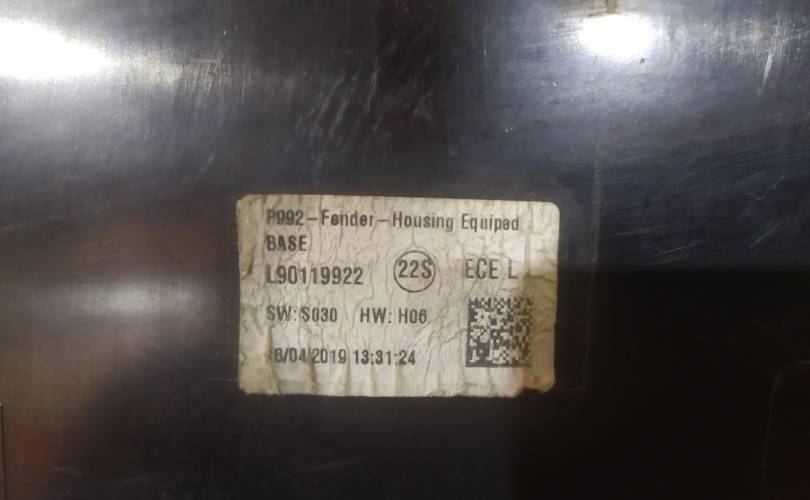 P992-Fender-Housing Equiped
BASE
L90119922 22S ECE L
SW: S030 HW: H06
8/04/2019 13:31:24